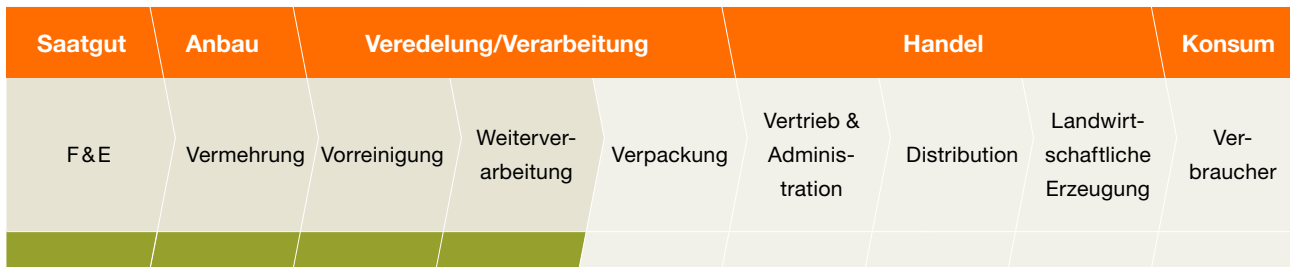 Saatgut
Anbau
Veredelung/Verarbeitung
Handel
Konsum
F & E
Vermehrung
Vorreinigung
Weiterver-
arbeitung
Verpackung
Vertrieb &
Adminis-
tration
Distribution
Landwirt-
schaftliche
Erzeugung
Ver-
braucher